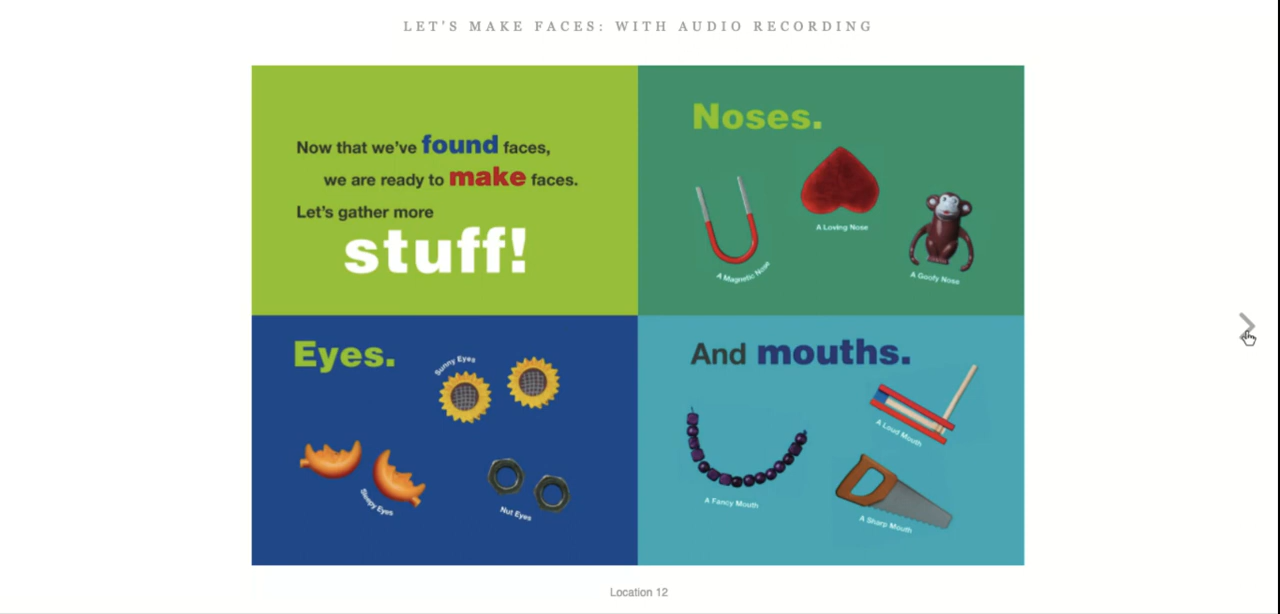 LET'S MAKE FACES: WITH AUDIO RECORDING
Now that we've found faces,
we are ready to make faces.
Let's gather more
stuff!
Noses.
A Magnetic Nose
A Loving Nose
A Goofy Nose
Eyes.
Sunny Eyes
Sleepy Eyes
Nut Eyes
And mouths.
A Loud Mouth
A Fancy Mouth
A Sharp Mouth
Location 12